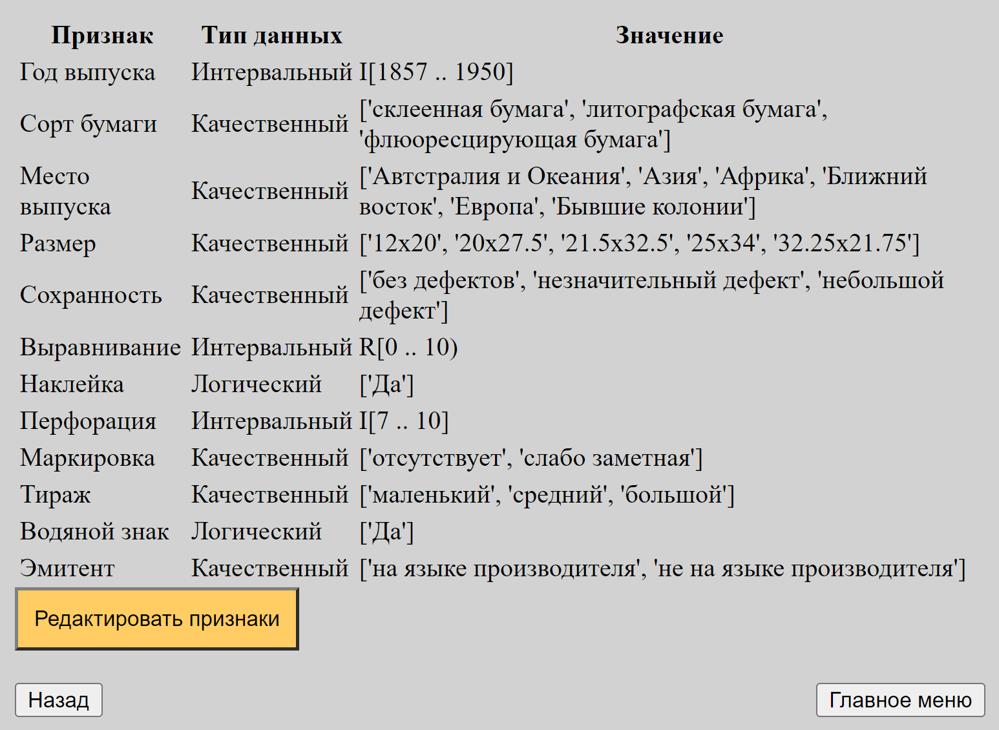 Признак Тип данных Значение
Год выпуска Интервальный I[1857 .. 1950]
Сорт бумаги Качественный ['склеенная бумага', 'литографская бумага',
'флюоресцирующая бумага']
Место
выпуска Качественный ['Автстралия и Океания', 'Азия', 'Африка', 'Ближний
восток', 'Европа', 'Бывшие колонии']
Размер Качественный ['12x20', '20x27.5', '21.5x32.5', '25x34', '32.25x21.75']
Сохранность Качественный ['без дефектов', 'незначительный дефект', 'небольшой
дефект']
Выравнивание Интервальный R[0 .. 10)
Наклейка Логический ['Да']
Перфорация Интервальный I[7 .. 10]
Маркировка Качественный ['отсутствует', 'слабо заметная']
Тираж Качественный ['маленький', 'средний', 'большой']
Водяной знак Логический ['Да']
Эмитент Качественный ['на языке производителя', 'не на языке производителя']
Редактировать признаки
Назад Главное меню